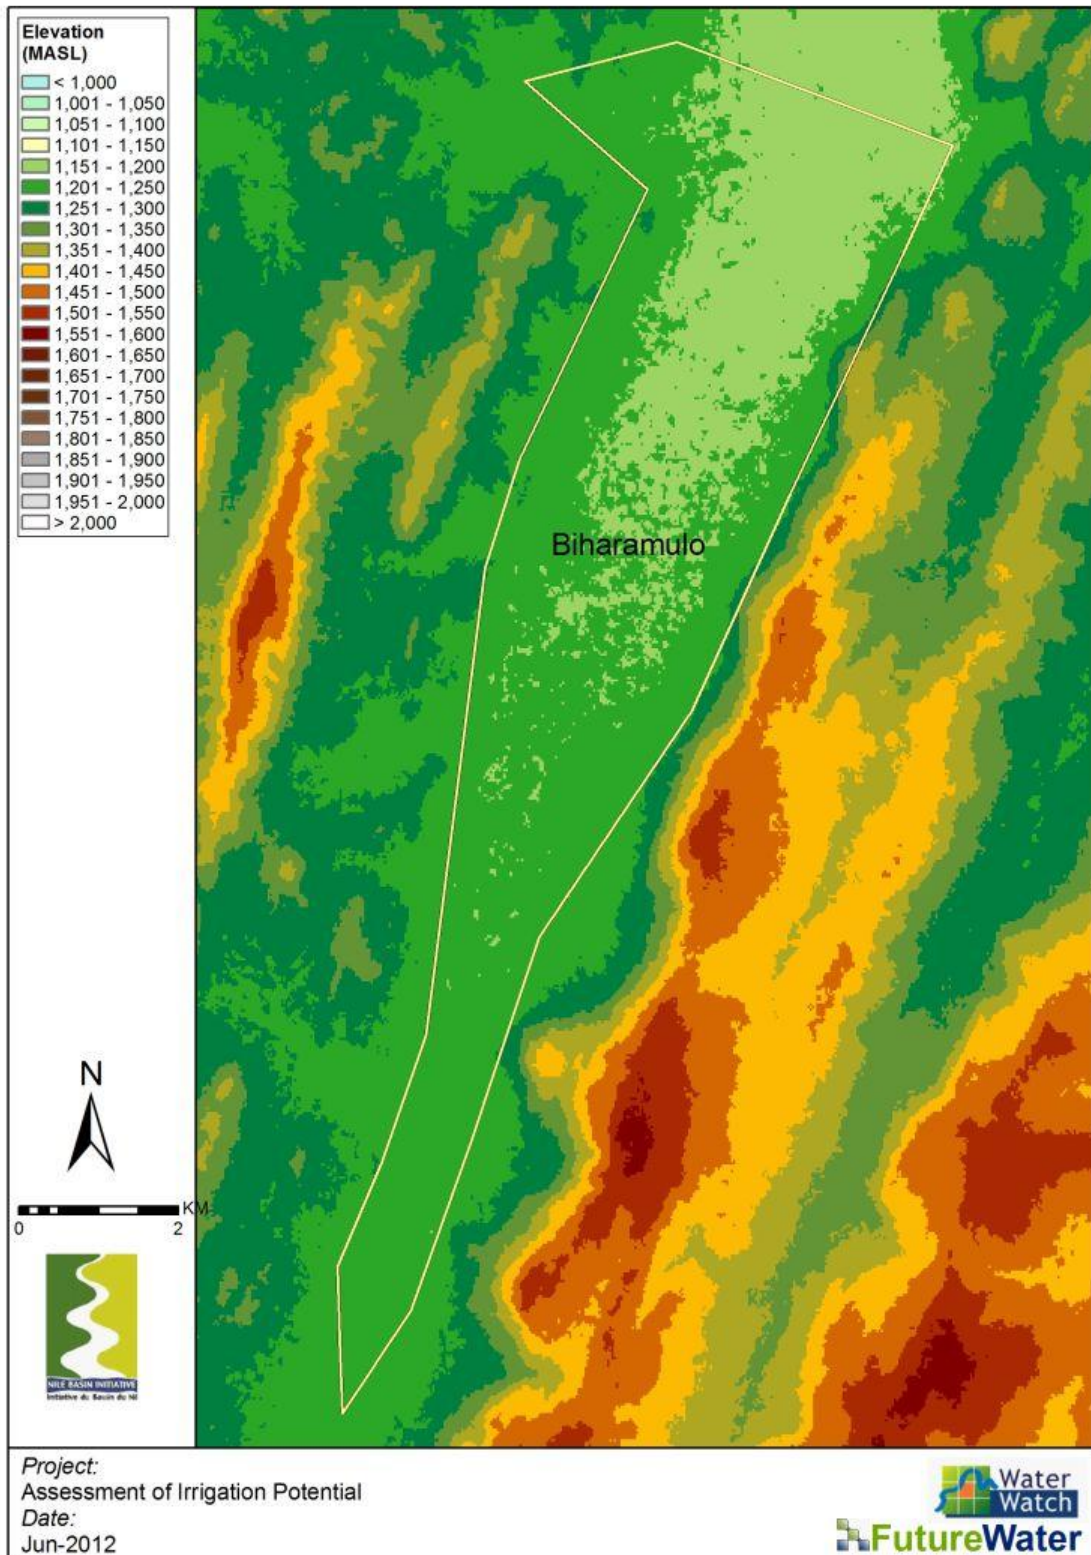 Elevation
(MASL)
< 1,000
1,001 - 1,050
1,051 - 1,100
1,101 - 1,150
1,151 - 1,200
1,201 - 1,250
1,251 - 1,300
1,301 - 1,350
1,351 - 1,400
1,401 - 1,450
1,451 - 1,500
1,501 - 1,550
1,551 - 1,600
1,601 - 1,650
1,651 - 1,700
1,701 - 1,750
1,751 - 1,800
1,801 - 1,850
1,851 - 1,900
1,901 - 1,950
1,951 - 2,000
> 2,000
Biharamulo
N
KM
0 2
NILE BASIN INITIATIVE
Initiative du Bassin du Nil
Project:
Assessment of Irrigation Potential
Date:
Jun-2012
Water
Watch
FutureWater